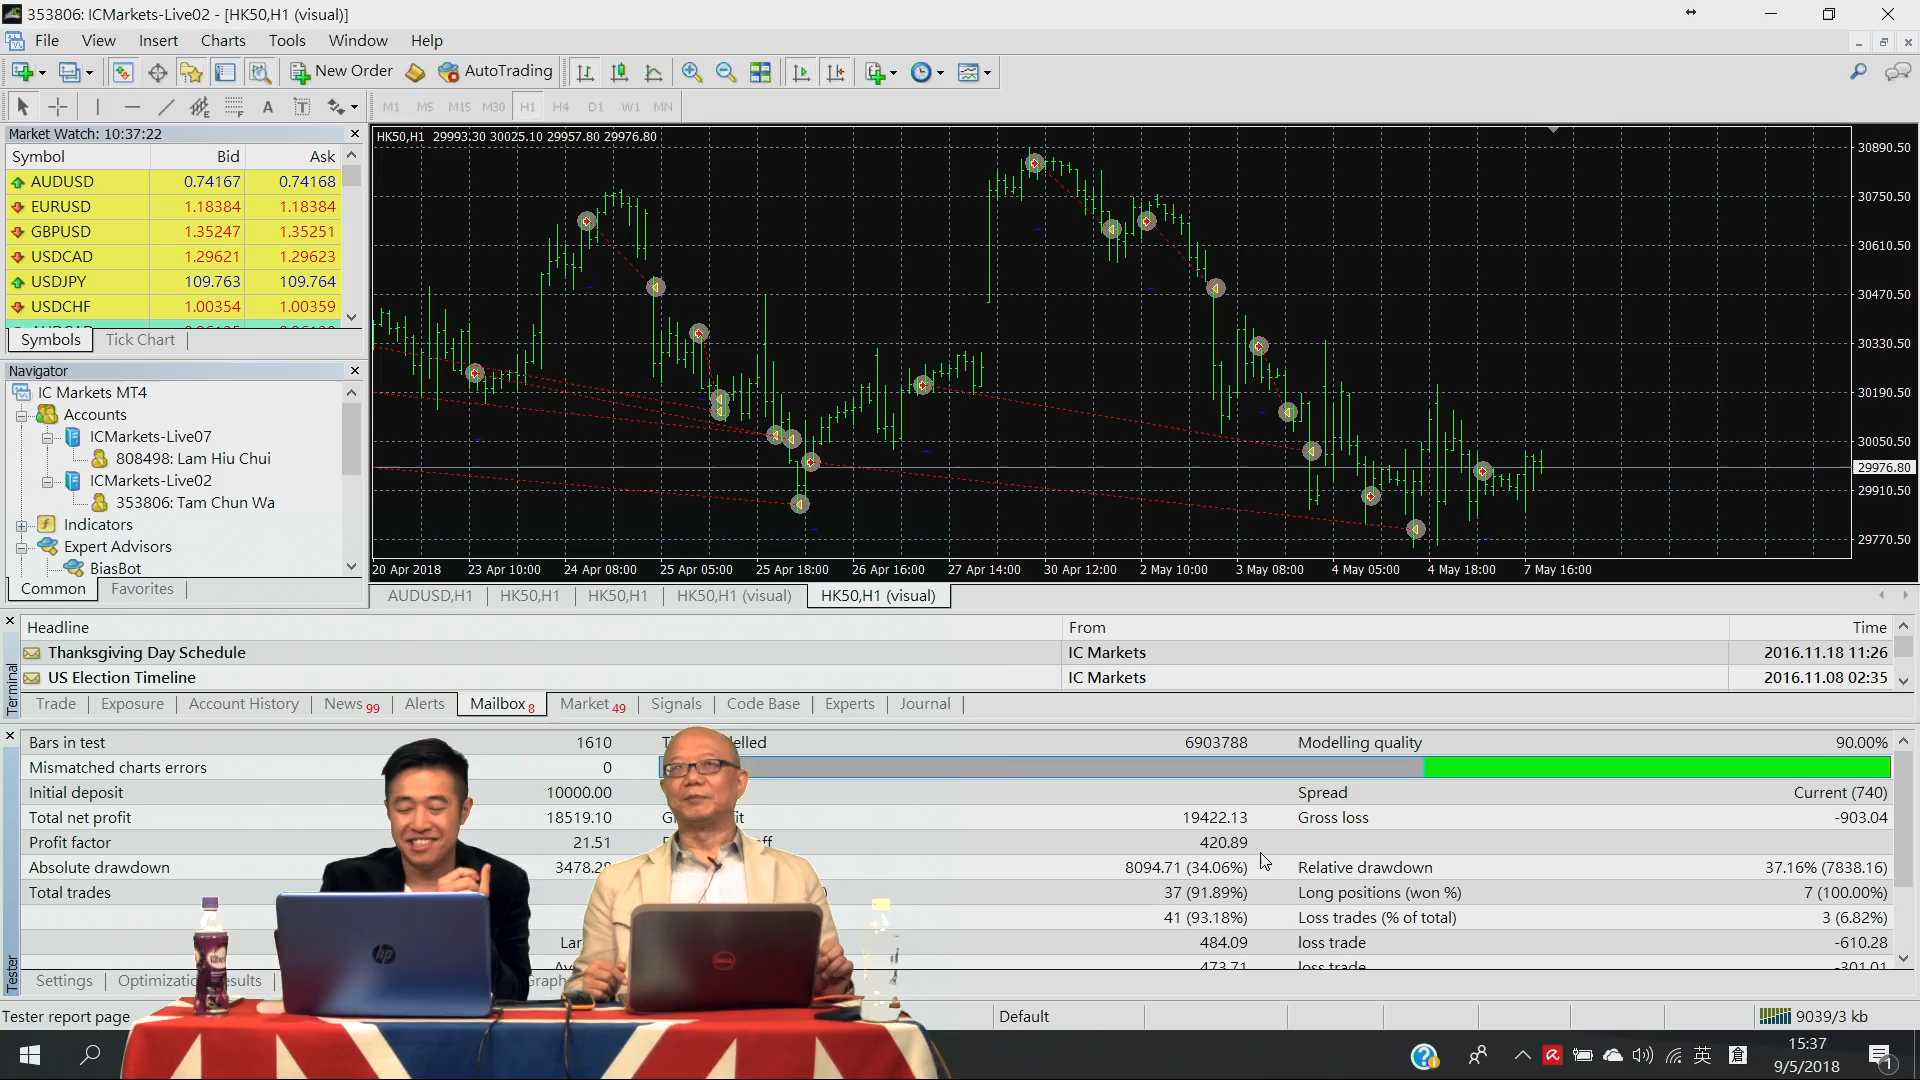 353806: ICMarkets-Live02 - [HK50,H1 (visual)]
File View Insert Charts Tools Window Help
New Order AutoTrading
M1 M5 M15 M30 H1 H4 D1 W1 MN
Market Watch: 10:37:22
Symbol Bid Ask
AUDUSD 0.74167 0.74168
EURUSD 1.18384 1.18384
GBPUSD 1.35247 1.35251
USDCAD 1.29621 1.29623
USDJPY 109.763 109.764
USDCHF 1.00354 1.00359
Symbols Tick Chart
Navigator
IC Markets MT4
Accounts
ICMarkets-Live07
808498: Lam Hiu Chui
ICMarkets-Live02
353806: Tam Chun Wa
Indicators
Expert Advisors
BiasBot
Common Favorites
HK50,H1 29993.30 30025.10 29957.80 29976.80
30890.50
30750.50
30610.50
30470.50
30330.50
30190.50
30050.50
29976.80
29910.50
29770.50
20 Apr 2018 23 Apr 10:00 24 Apr 08:00 25 Apr 05:00 25 Apr 18:00 26 Apr 16:00 27 Apr 14:00 30 Apr 12:00 2 May 10:00 3 May 08:00 4 May 05:00 4 May 18:00 7 May 16:00
AUDUSD,H1 HK50,H1 HK50,H1 HK50,H1 (visual) HK50,H1 (visual)
Terminal
Headline From Time
Thanksgiving Day Schedule IC Markets 2016.11.18 11:26
US Election Timeline IC Markets 2016.11.08 02:35
Trade Exposure Account History News 99 Alerts Mailbox 8 Market 49 Signals Code Base Experts Journal
Tester
Bars in test 1610 6903788 Modelling quality 90.00%
Mismatched charts errors 0
Initial deposit 10000.00 Spread Current (740)
Total net profit 18519.10 19422.13 Gross loss -903.04
Profit factor 21.51 420.89
Absolute drawdown 8094.71 (34.06%) Relative drawdown 37.16% (7838.16)
Total trades 37 (91.89%) Long positions (won %) 7 (100.00%)
41 (93.18%) Loss trades (% of total) 3 (6.82%)
484.09 loss trade -610.28
473.71 loss trade -301.01
Settings
Tester report page Default 9039/3 kb
hp
DELL
英 倉
15:37
9/5/2018
1